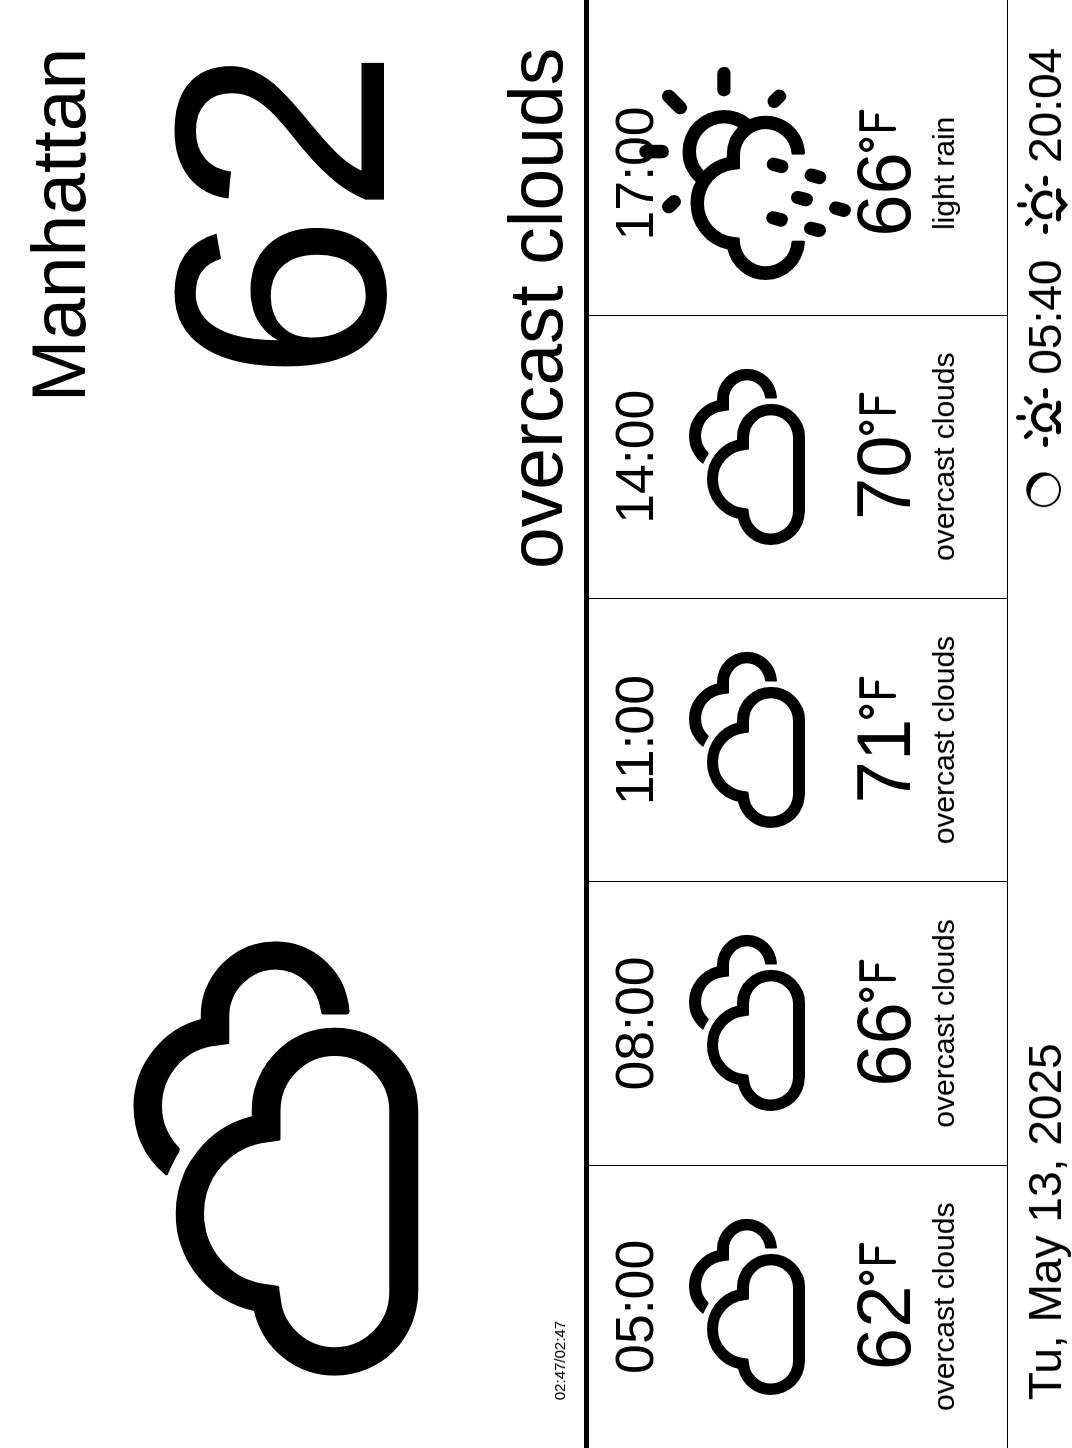 Manhattan
62
overcast clouds
02:47/02:47
05:00
62°F
overcast clouds
08:00
66°F
overcast clouds
11:00
71°F
overcast clouds
14:00
70°F
overcast clouds
17:00
66°F
light rain
Tu, May 13, 2025
05:40
20:04